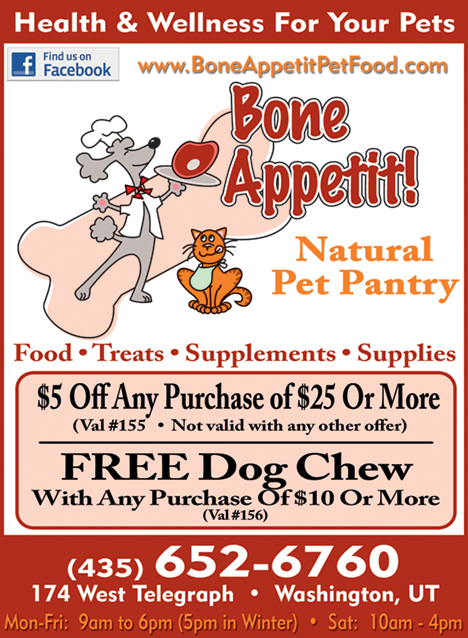 Health & Wellness For Your Pets
f Find us on
Facebook
www.BoneAppetitPetFood.com
Bone
Appetit!
Natural
Pet Pantry
Food • Treats • Supplements • Supplies
$5 Off Any Purchase of $25 Or More
(Val #155 • Not valid with any other offer)
FREE Dog Chew
With Any Purchase Of $10 Or More
(Val #156)
(435) 652-6760
174 West Telegraph • Washington, UT
Mon-Fri: 9am to 6pm (5pm in Winter) • Sat: 10am - 4pm